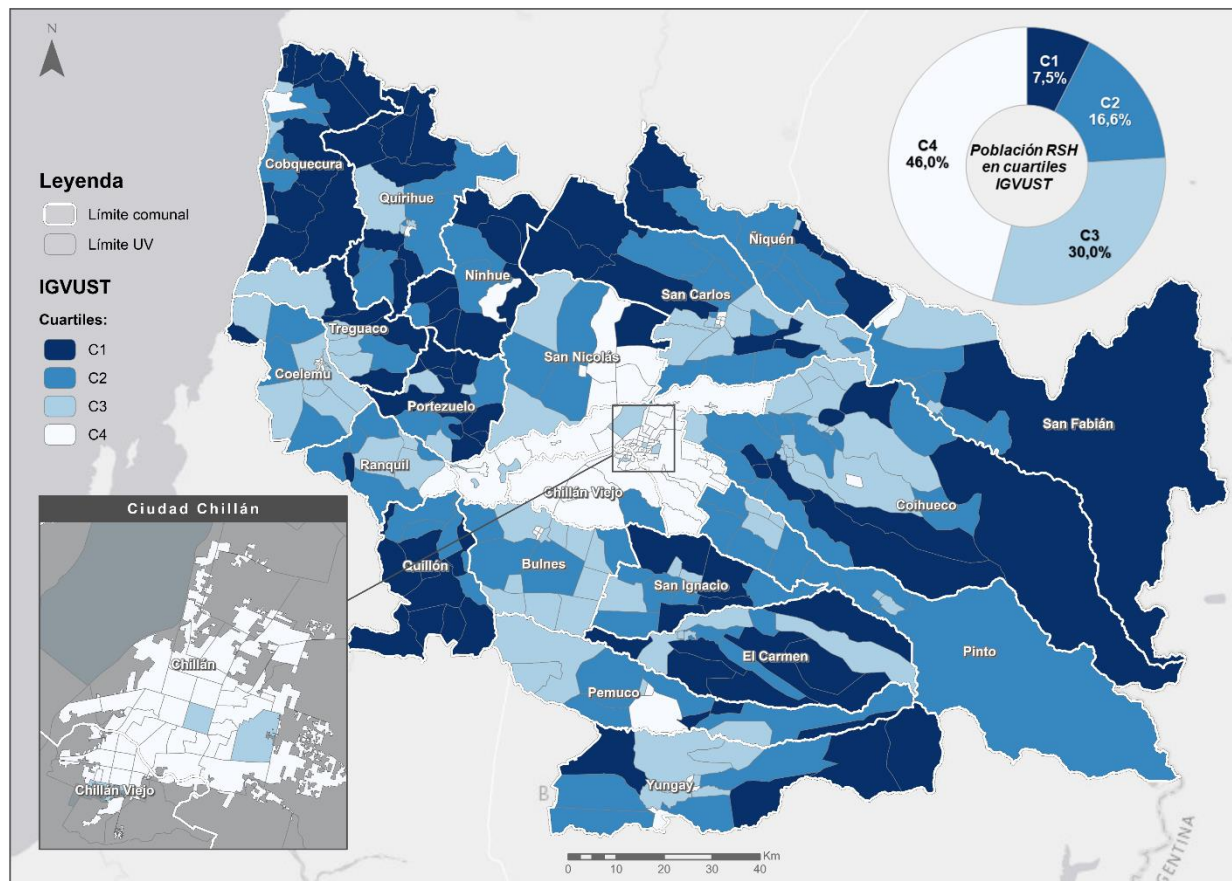 N
Leyenda
Límite comunal
Límite UV
IGVUST
Cuartiles:
C1
C2
C3
C4
C1
7,5%
C2
16,6%
C4
46,0%
Población RSH
en cuartiles
IGVUST
C3
30,0%
Cobquecura
Quirihue
Ñiquén
Ninhue
San Carlos
Treguaco
San Nicolás
Coelemu
Portezuelo
San Fabián
Ranquil
Chillán Viejo
Coihueco
Quillón
Bulnes
San Ignacio
El Carmen
Pinto
Pemuco
Yungay
B
ARGENTINA
Ciudad Chillán
Chillán
Chillán Viejo
Km
0 10 20 30 40